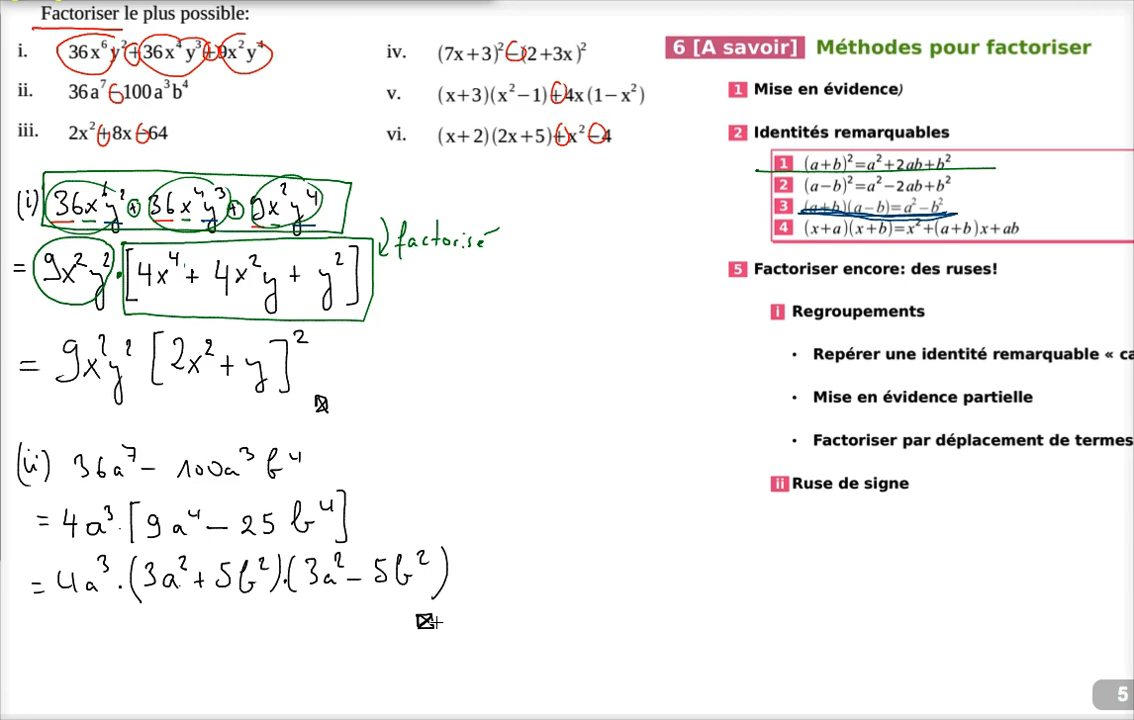 Factoriser le plus possible:
i. 36x⁶y²+36x⁴y³+9x²y⁴
ii. 36a⁷−100a³b⁴
iii. 2x²+8x−64
iv. (7x+3)²−(2+3x)²
v. (x+3)(x²−1)+4x(1−x²)
vi. (x+2)(2x+5)+x²−4
(i) 36x⁶y² + 36x⁴y³ + 9x²y⁴
factorisé
= 9x²y² · [4x⁴ + 4x²y + y²]
= 9x²y² [2x² + y]²
(ii) 36a⁷ − 100a³b⁴
= 4a³ · [9a⁴ − 25b⁴]
= 4a³ · (3a² + 5b²) · (3a² − 5b²)
6 [A savoir] Méthodes pour factoriser
1 Mise en évidence)
2 Identités remarquables
1 (a+b)²=a²+2ab+b²
2 (a−b)²=a²−2ab+b²
3 (a+b)(a−b)=a²−b²
4 (x+a)(x+b)=x²+(a+b)x+ab
5 Factoriser encore: des ruses!
i Regroupements
• Repérer une identité remarquable « ca
• Mise en évidence partielle
• Factoriser par déplacement de termes
ii Ruse de signe
5